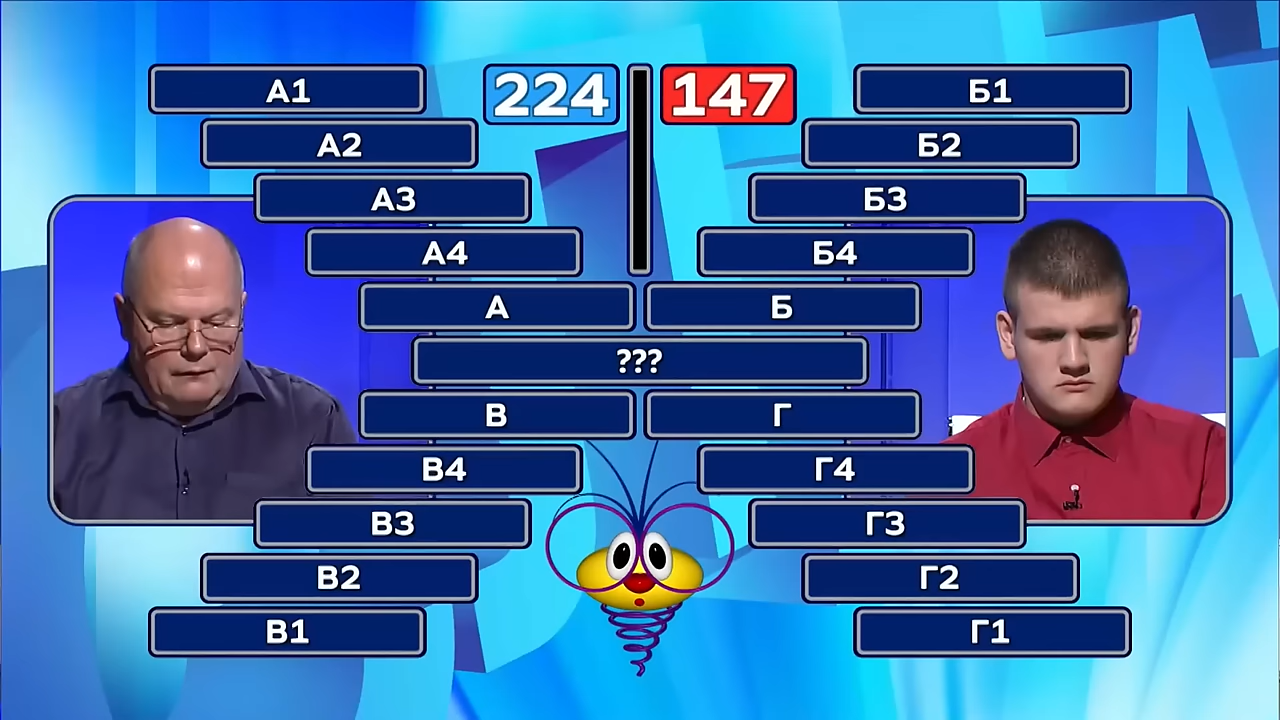 А1 224 147 Б1
А2 Б2
А3 Б3
А4 Б4
А Б
???
В Г
В4 Г4
В3 Г3
В2 Г2
В1 Г1